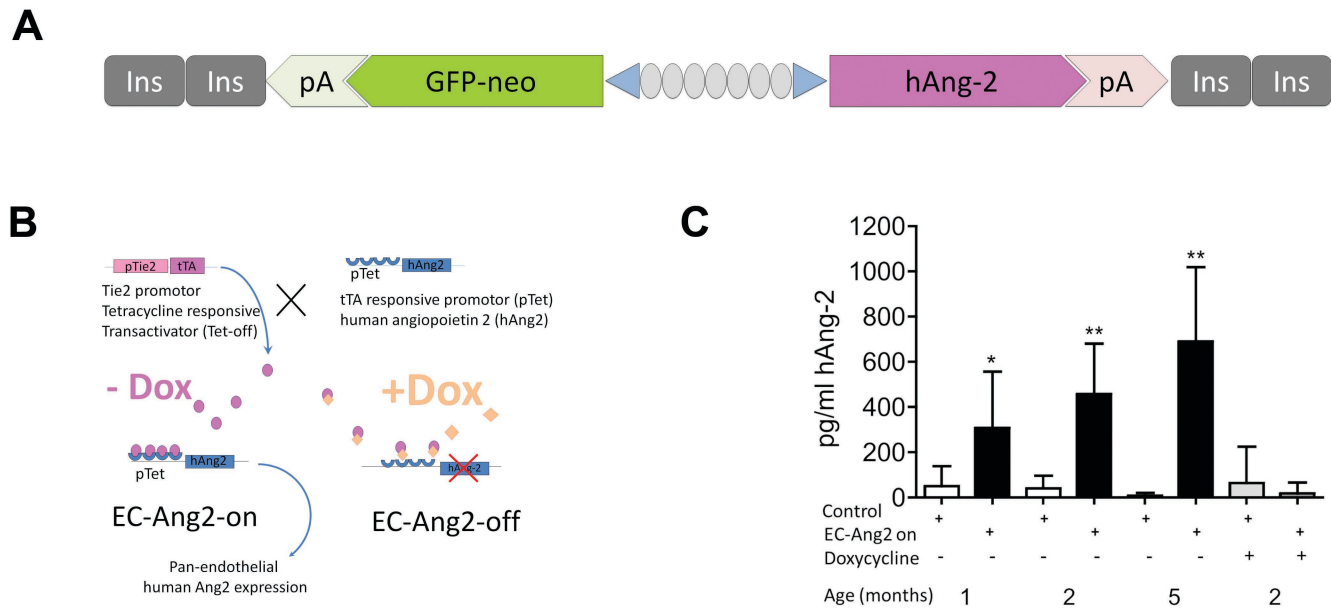 A
Ins Ins pA GFP-neo hAng-2 pA Ins Ins
B
pTie2 tTA
hAng2
pTet
Tie2 promotor
Tetracycline responsive
Transactivator (Tet-off)
tTA responsive promotor (pTet)
human angiopoietin 2 (hAng2)
- Dox
+Dox
hAng2
pTet
hAng-2
EC-Ang2-on
EC-Ang2-off
Pan-endothelial
human Ang2 expression
C
pg/ml hAng-2
1200
1000
800
600
400
200
0
* ** **
Control + + + +
EC-Ang2 on + + + +
Doxycycline - - - - - - + +
Age (months) 1 2 5 2